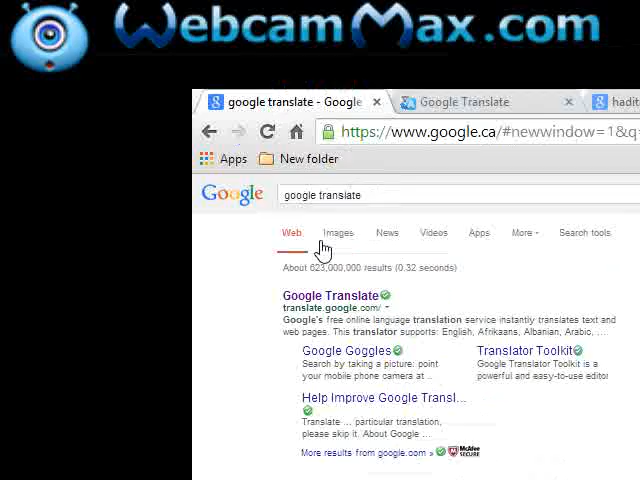 WebcamMax.com
google translate - Google
Google Translate
hadit
https://www.google.ca/#newwindow=1&q=
Apps
New folder
Google
google translate
Web
Images
News
Videos
Apps
More
Search tools
About 623,000,000 results (0.32 seconds)
Google Translate
translate.google.com/
Google's free online language translation service instantly translates text and
web pages. This translator supports: English, Afrikaans, Albanian, Arabic, ...
Google Goggles
Search by taking a picture: point
your mobile phone camera at ..
Translator Toolkit
Google Translator Toolkit is a
powerful and easy-to-use editor
Help Improve Google Transl...
Translate ... particular translation,
please skip it. About Google ...
More results from google.com »
McAfee
SECURE